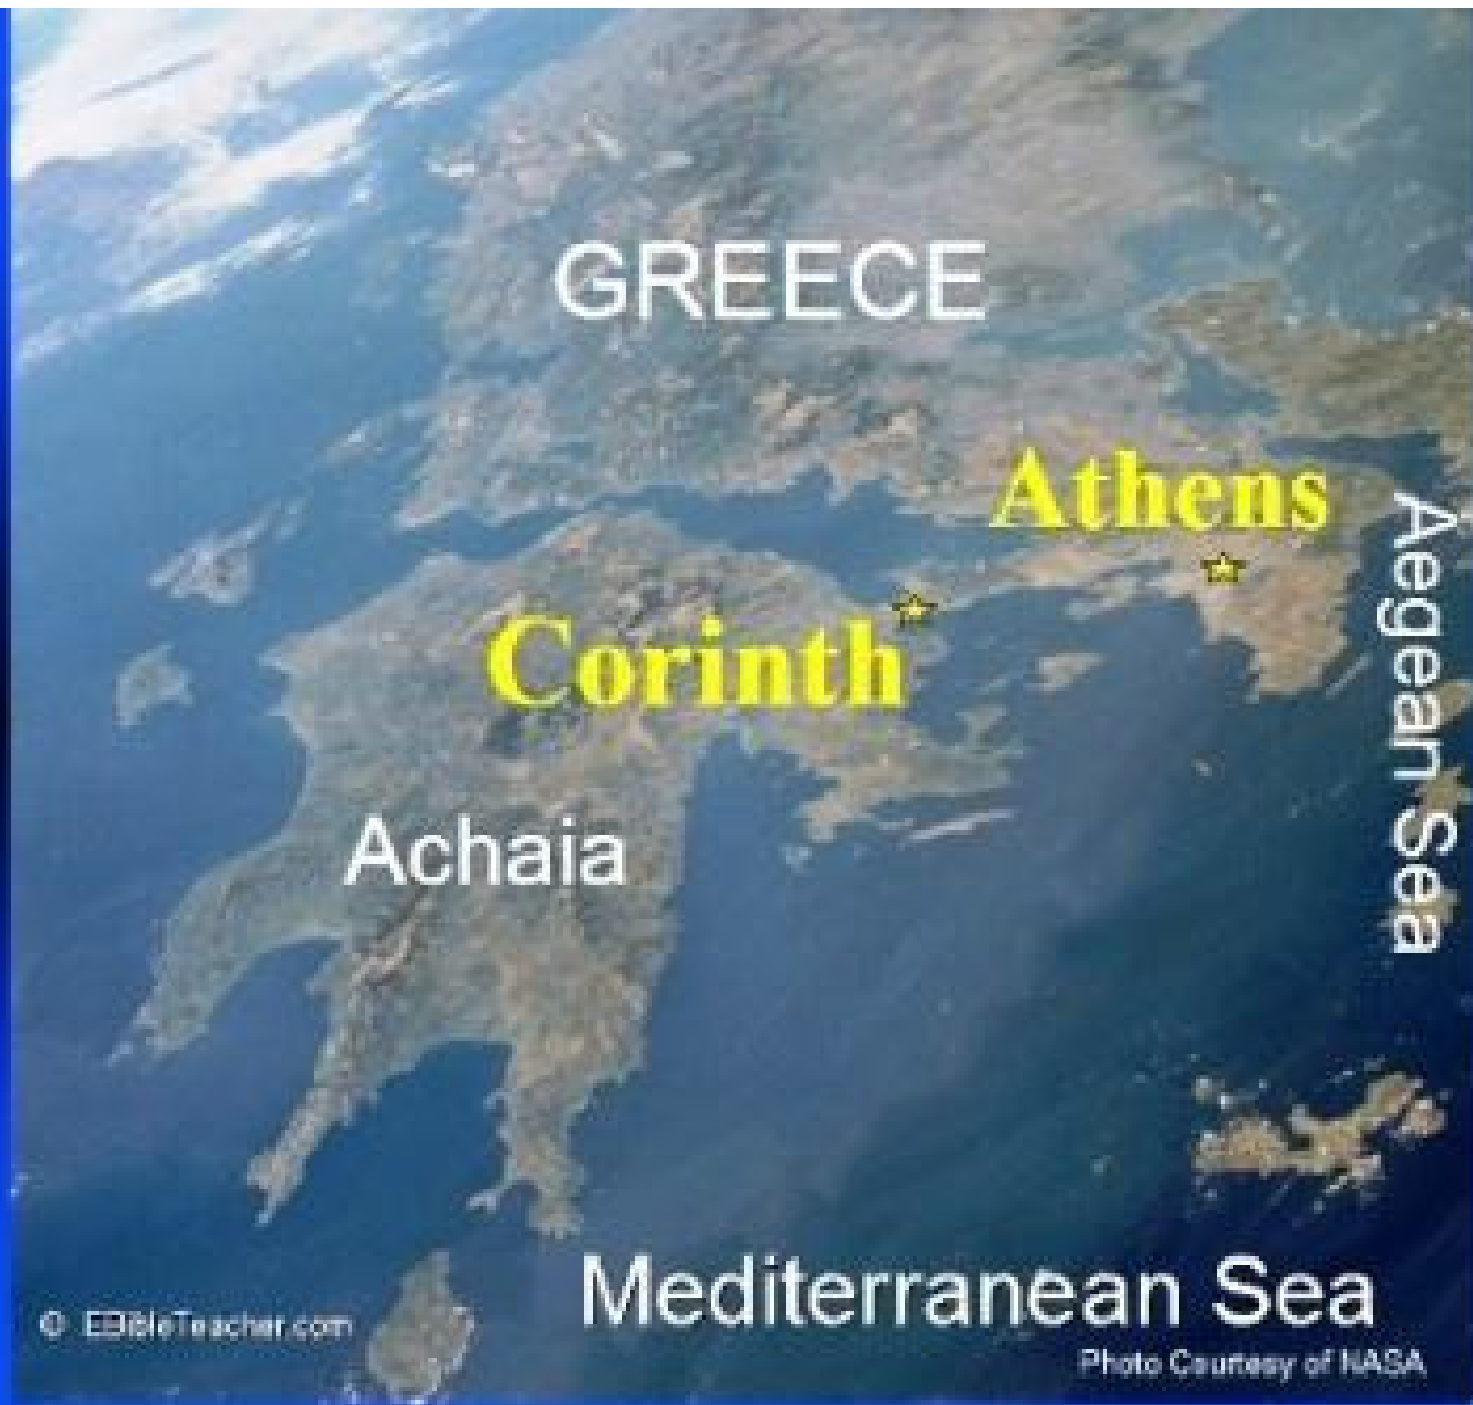 GREECE
Athens
Aegean Sea
Corinth
Achaia
Mediterranean Sea
© EBibleTeacher.com
Photo Courtesy of NASA